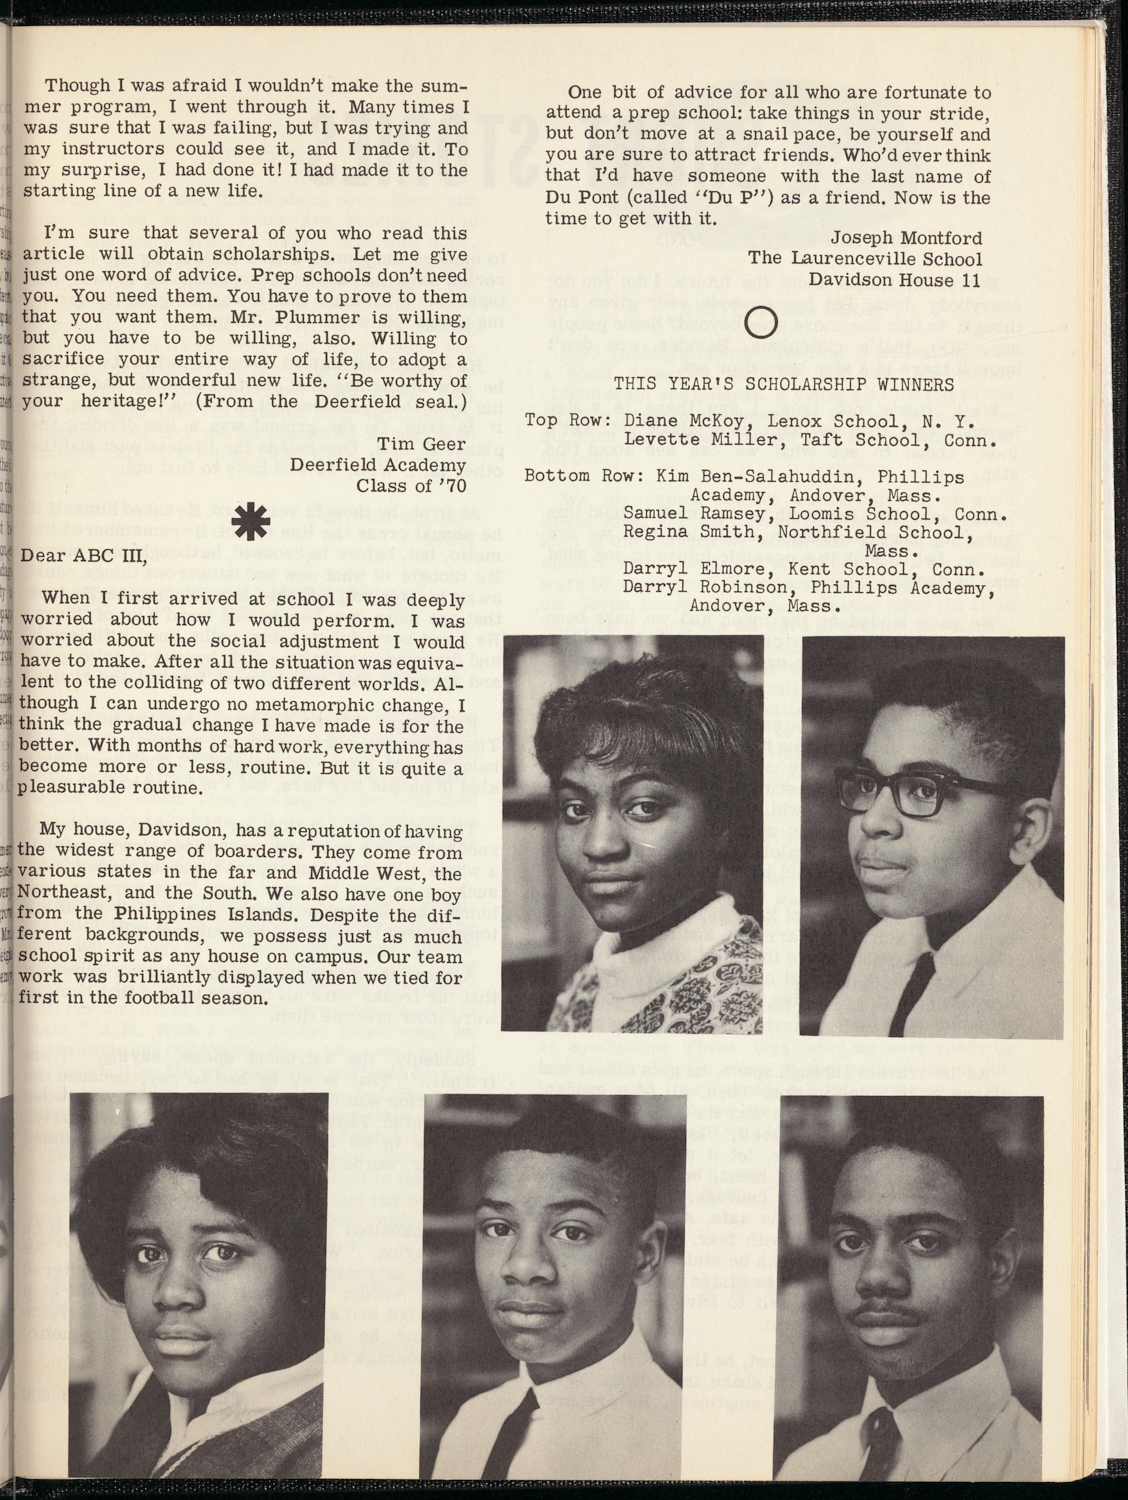 Though I was afraid I wouldn't make the sum-
mer program, I went through it. Many times I
was sure that I was failing, but I was trying and
my instructors could see it, and I made it. To
my surprise, I had done it! I had made it to the
starting line of a new life.
I'm sure that several of you who read this
article will obtain scholarships. Let me give
just one word of advice. Prep schools don't need
you. You need them. You have to prove to them
that you want them. Mr. Plummer is willing,
but you have to be willing, also. Willing to
sacrifice your entire way of life, to adopt a
strange, but wonderful new life. "Be worthy of
your heritage!" (From the Deerfield seal.)
Tim Geer
Deerfield Academy
Class of '70
Dear ABC III,
When I first arrived at school I was deeply
worried about how I would perform. I was
worried about the social adjustment I would
have to make. After all the situation was equiva-
lent to the colliding of two different worlds. Al-
though I can undergo no metamorphic change, I
think the gradual change I have made is for the
better. With months of hard work, everything has
become more or less, routine. But it is quite a
pleasurable routine.
My house, Davidson, has a reputation of having
the widest range of boarders. They come from
various states in the far and Middle West, the
Northeast, and the South. We also have one boy
from the Philippines Islands. Despite the dif-
ferent backgrounds, we possess just as much
school spirit as any house on campus. Our team
work was brilliantly displayed when we tied for
first in the football season.
One bit of advice for all who are fortunate to
attend a prep school: take things in your stride,
but don't move at a snail pace, be yourself and
you are sure to attract friends. Who'd ever think
that I'd have someone with the last name of
Du Pont (called "Du P") as a friend. Now is the
time to get with it.
Joseph Montford
The Laurenceville School
Davidson House 11
THIS YEAR'S SCHOLARSHIP WINNERS
Top Row: Diane McKoy, Lenox School, N. Y.
Levette Miller, Taft School, Conn.
Bottom Row: Kim Ben-Salahuddin, Phillips
Academy, Andover, Mass.
Samuel Ramsey, Loomis School, Conn.
Regina Smith, Northfield School,
Mass.
Darryl Elmore, Kent School, Conn.
Darryl Robinson, Phillips Academy,
Andover, Mass.